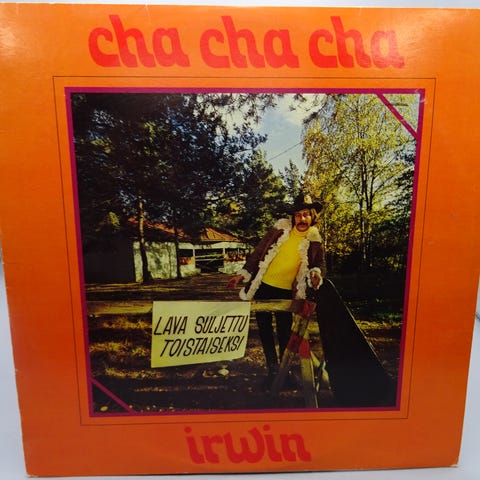 cha cha cha
LAVA SULJETTU
TOISTAISEKSI
irwin